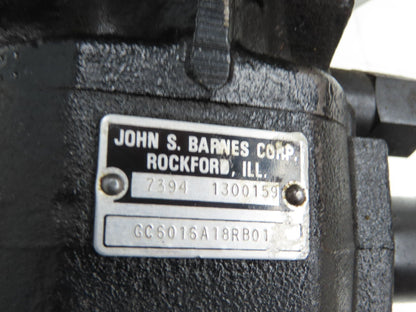 JOHN S. BARNES CORP.
ROCKFORD, ILL.
7394 1300159
GC6016A18RB01